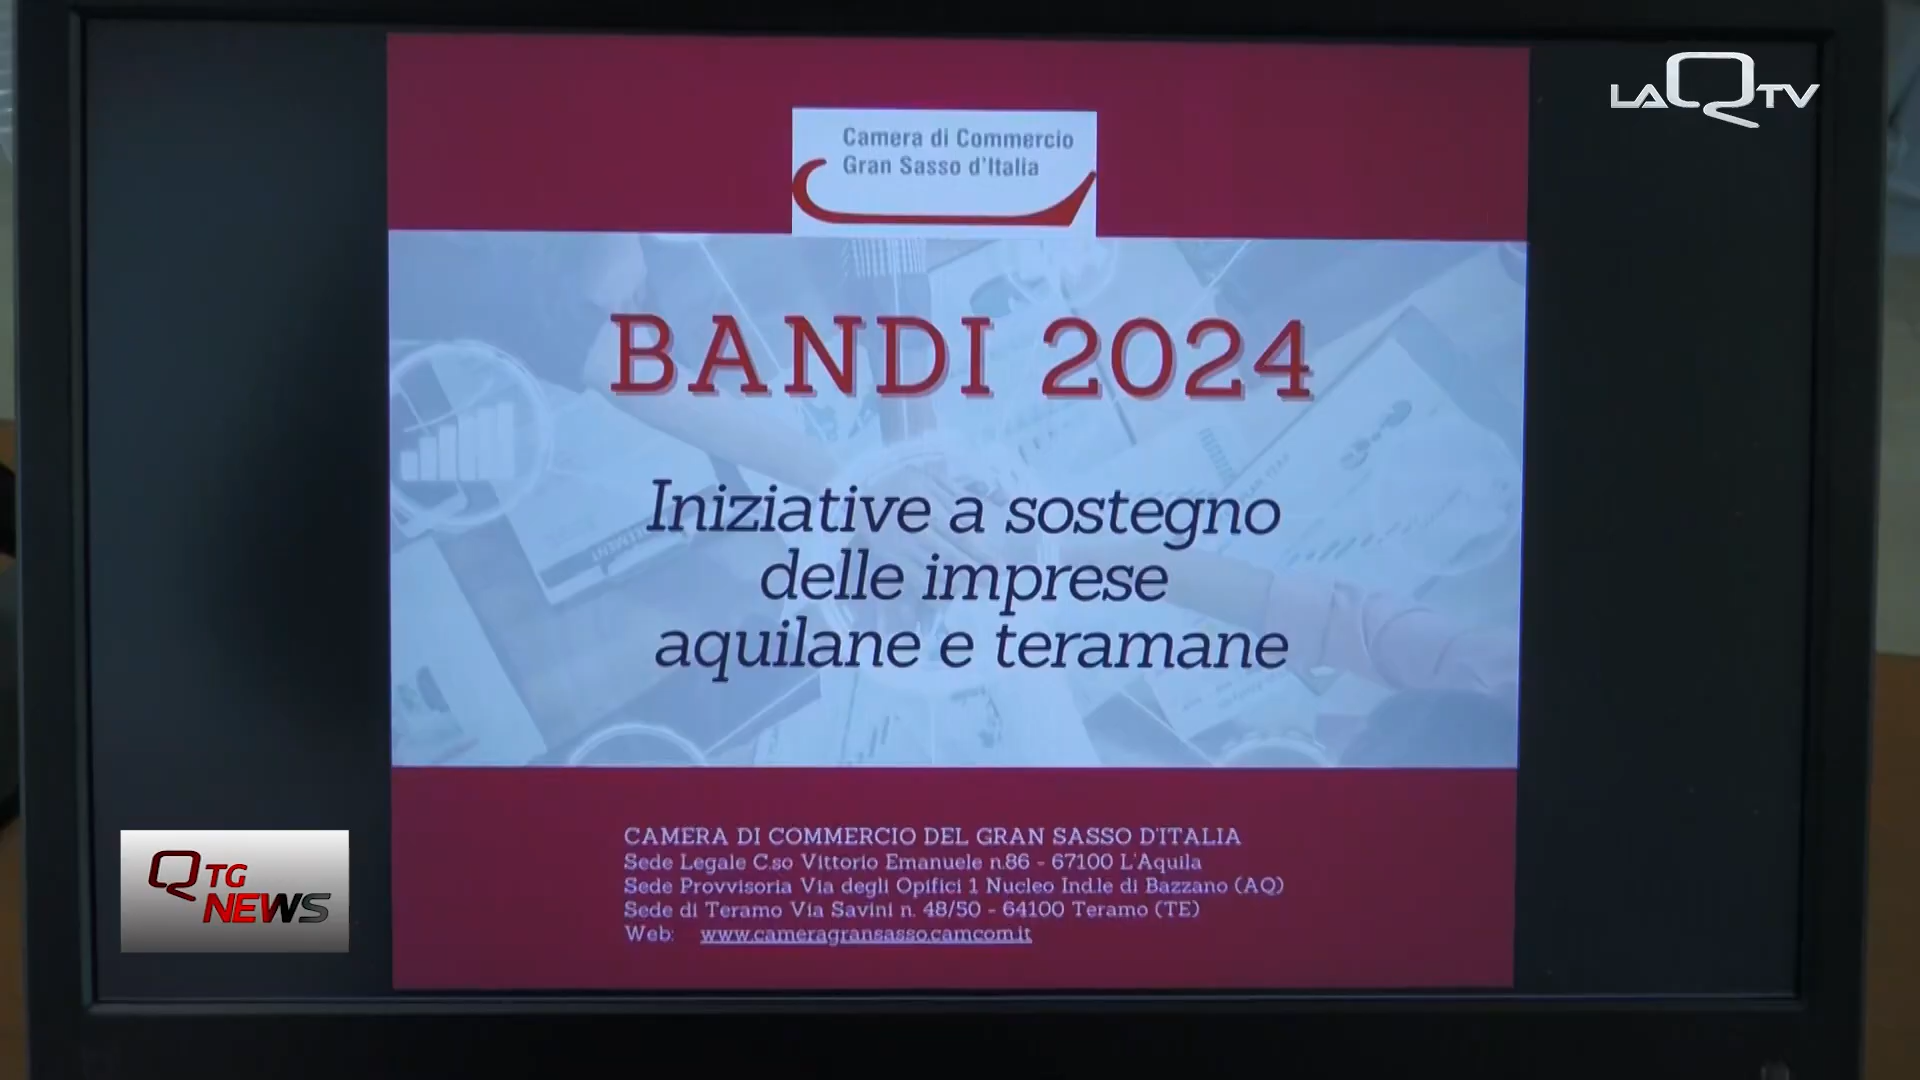 LAQTV
Camera di Commercio
Gran Sasso d'Italia
BANDI 2024
Iniziative a sostegno
delle imprese
aquilane e teramane
CAMERA DI COMMERCIO DEL GRAN SASSO D'ITALIA
Sede Legale C.so Vittorio Emanuele n.86 - 67100 L'Aquila
Sede Provvisoria Via degli Opifici 1 Nucleo Ind.le di Bazzano (AQ)
Sede di Teramo Via Savini n. 48/50 - 64100 Teramo (TE)
Web: www.cameragransasso.camcom.it
Q TG
NEWS